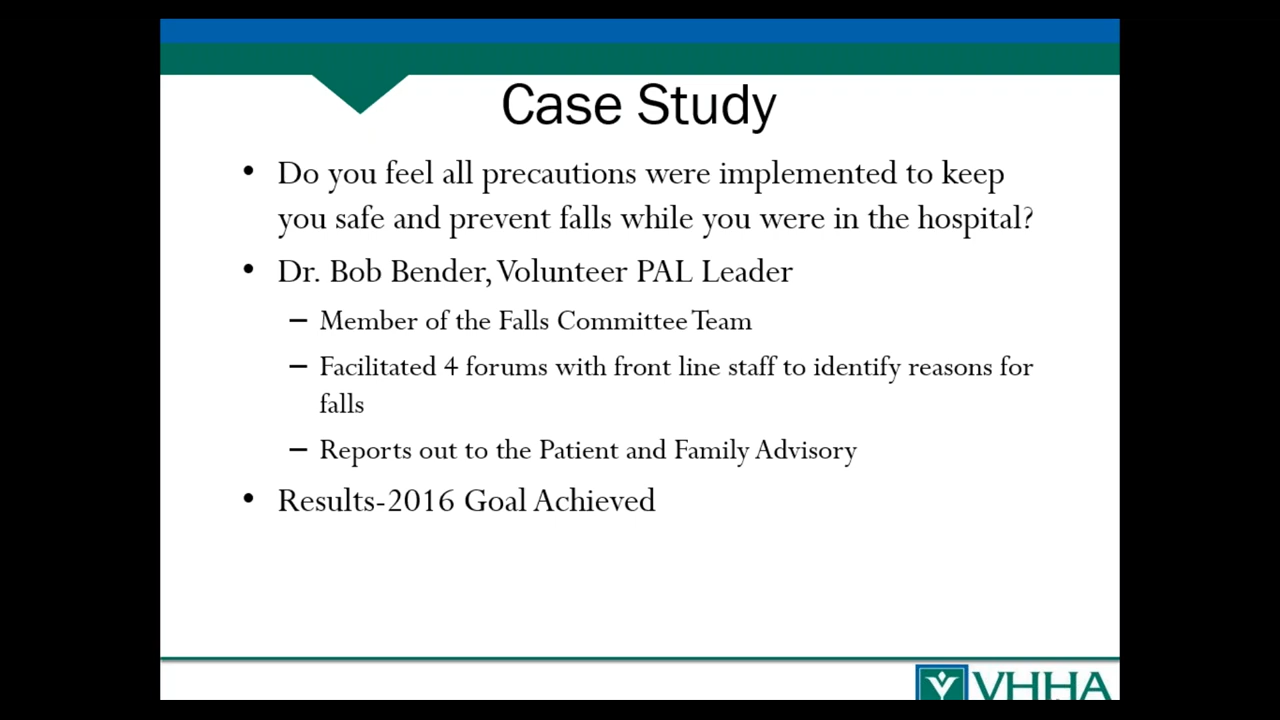 Case Study
• Do you feel all precautions were implemented to keep
you safe and prevent falls while you were in the hospital?
• Dr. Bob Bender, Volunteer PAL Leader
– Member of the Falls Committee Team
– Facilitated 4 forums with front line staff to identify reasons for
falls
– Reports out to the Patient and Family Advisory
• Results-2016 Goal Achieved
VHHA